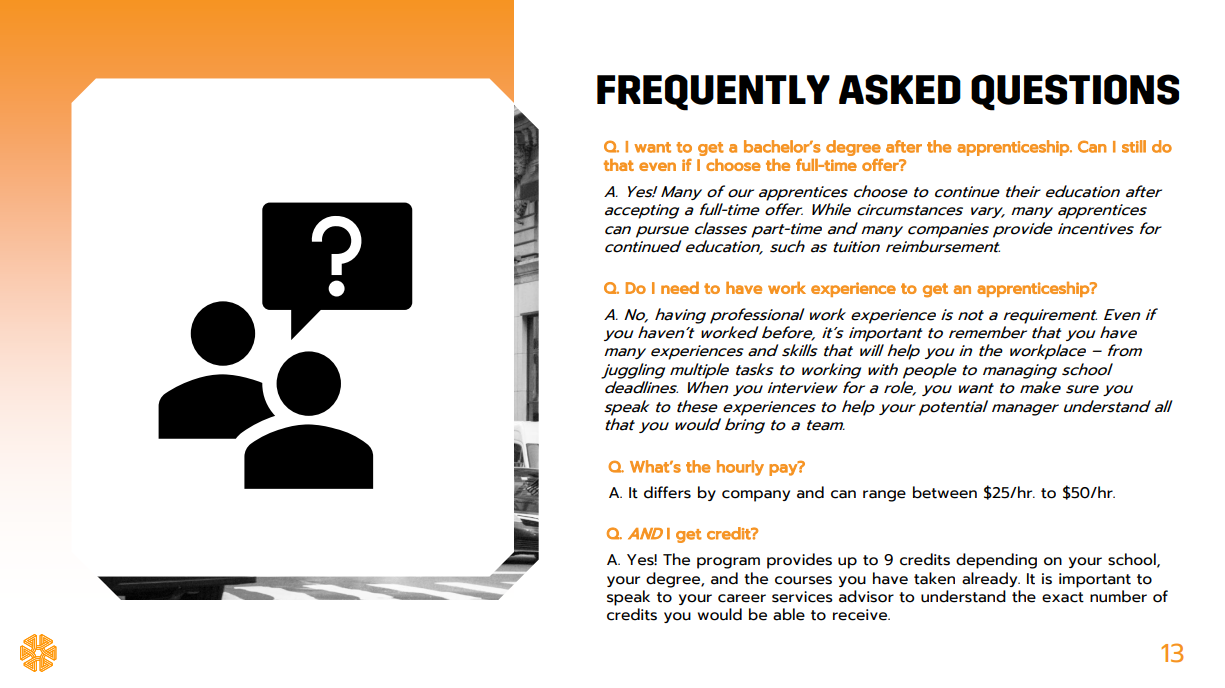 FREQUENTLY ASKED QUESTIONS
Q. I want to get a bachelor's degree after the apprenticeship. Can I still do
that even if I choose the full-time offer?
A. Yes! Many of our apprentices choose to continue their education after
accepting a full-time offer. While circumstances vary, many apprentices
can pursue classes part-time and many companies provide incentives for
continued education, such as tuition reimbursement.
Q. Do I need to have work experience to get an apprenticeship?
A. No, having professional work experience is not a requirement. Even if
you haven't worked before, it's important to remember that you have
many experiences and skills that will help you in the workplace – from
juggling multiple tasks to working with people to managing school
deadlines. When you interview for a role, you want to make sure you
speak to these experiences to help your potential manager understand all
that you would bring to a team.
Q. What's the hourly pay?
A. It differs by company and can range between $25/hr. to $50/hr.
Q. AND I get credit?
A. Yes! The program provides up to 9 credits depending on your school,
your degree, and the courses you have taken already. It is important to
speak to your career services advisor to understand the exact number of
credits you would be able to receive.
?
13